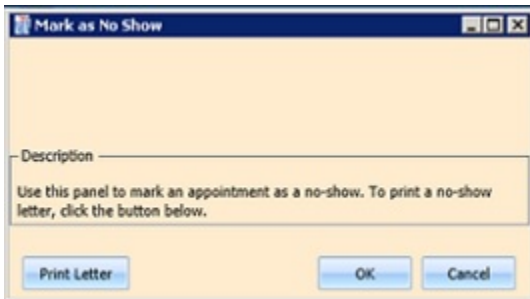 Mark as No Show
Description
Use this panel to mark an appointment as a no-show. To print a no-show
letter, click the button below.
Print Letter OK Cancel